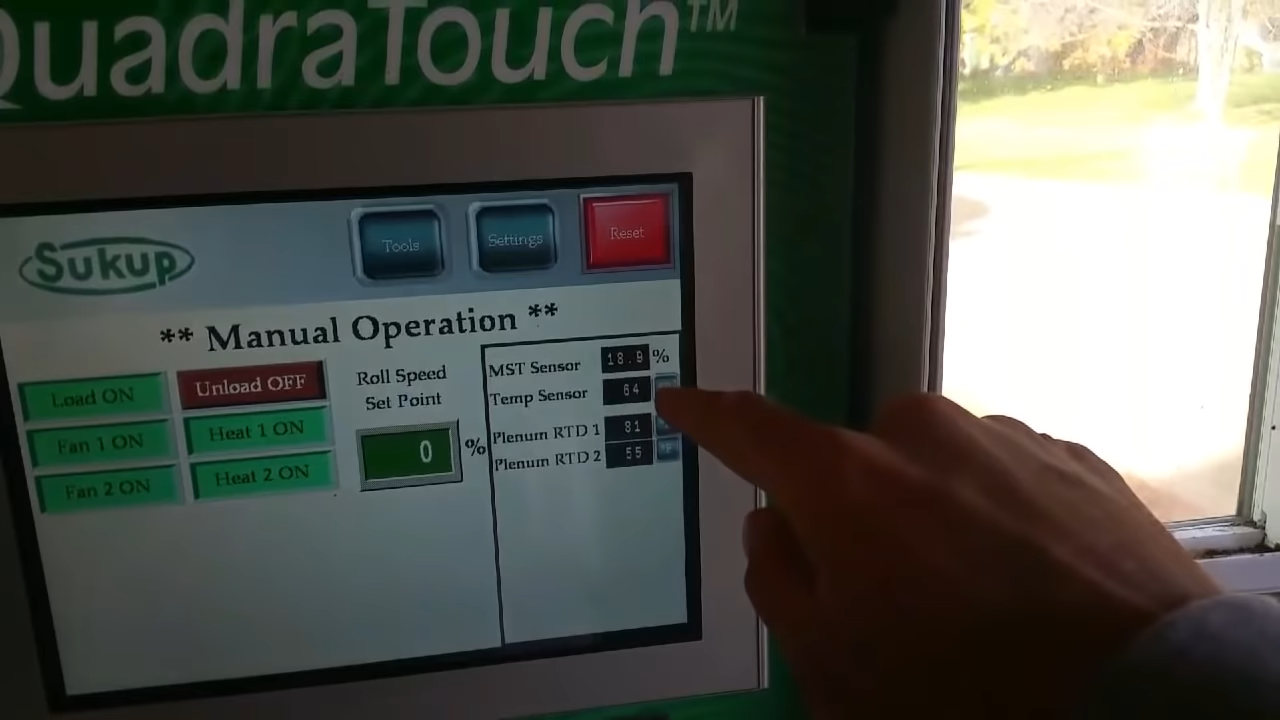 QuadraTouch™
Sukup
Tools
Settings
Reset
** Manual Operation **
Load ON
Unload OFF
Fan 1 ON
Heat 1 ON
Fan 2 ON
Heat 2 ON
Roll Speed
Set Point
0 %
MST Sensor 18.9 %
Temp Sensor 64
Plenum RTD 1 81
Plenum RTD 2 55 °F